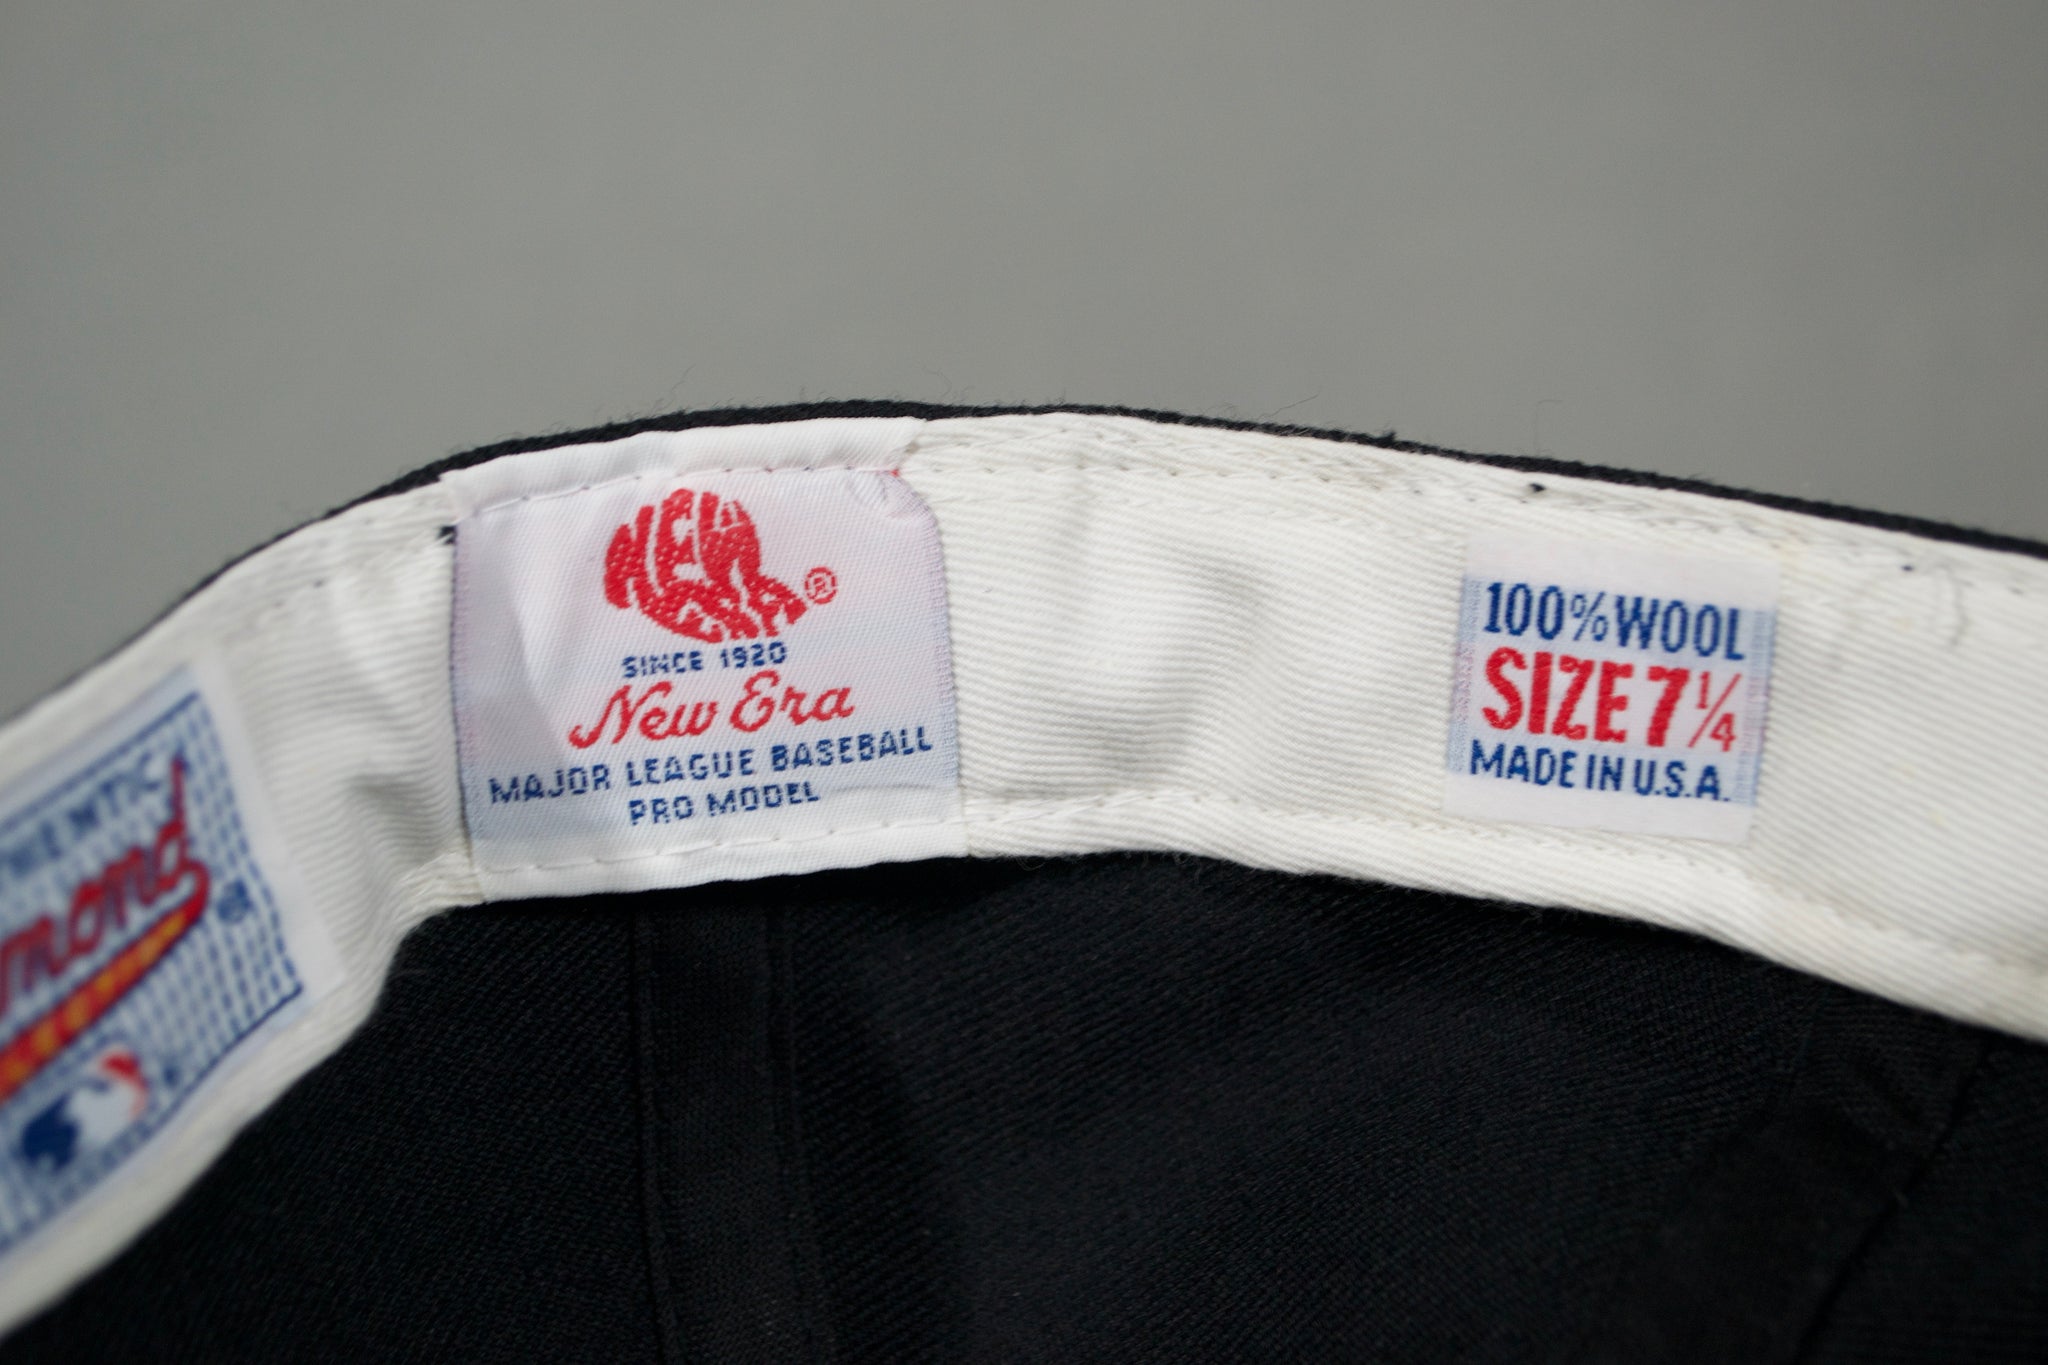 NEW
ERA ®
SINCE 1920
New Era
MAJOR LEAGUE BASEBALL
PRO MODEL
100% WOOL
SIZE 7 1/4
MADE IN U.S.A.